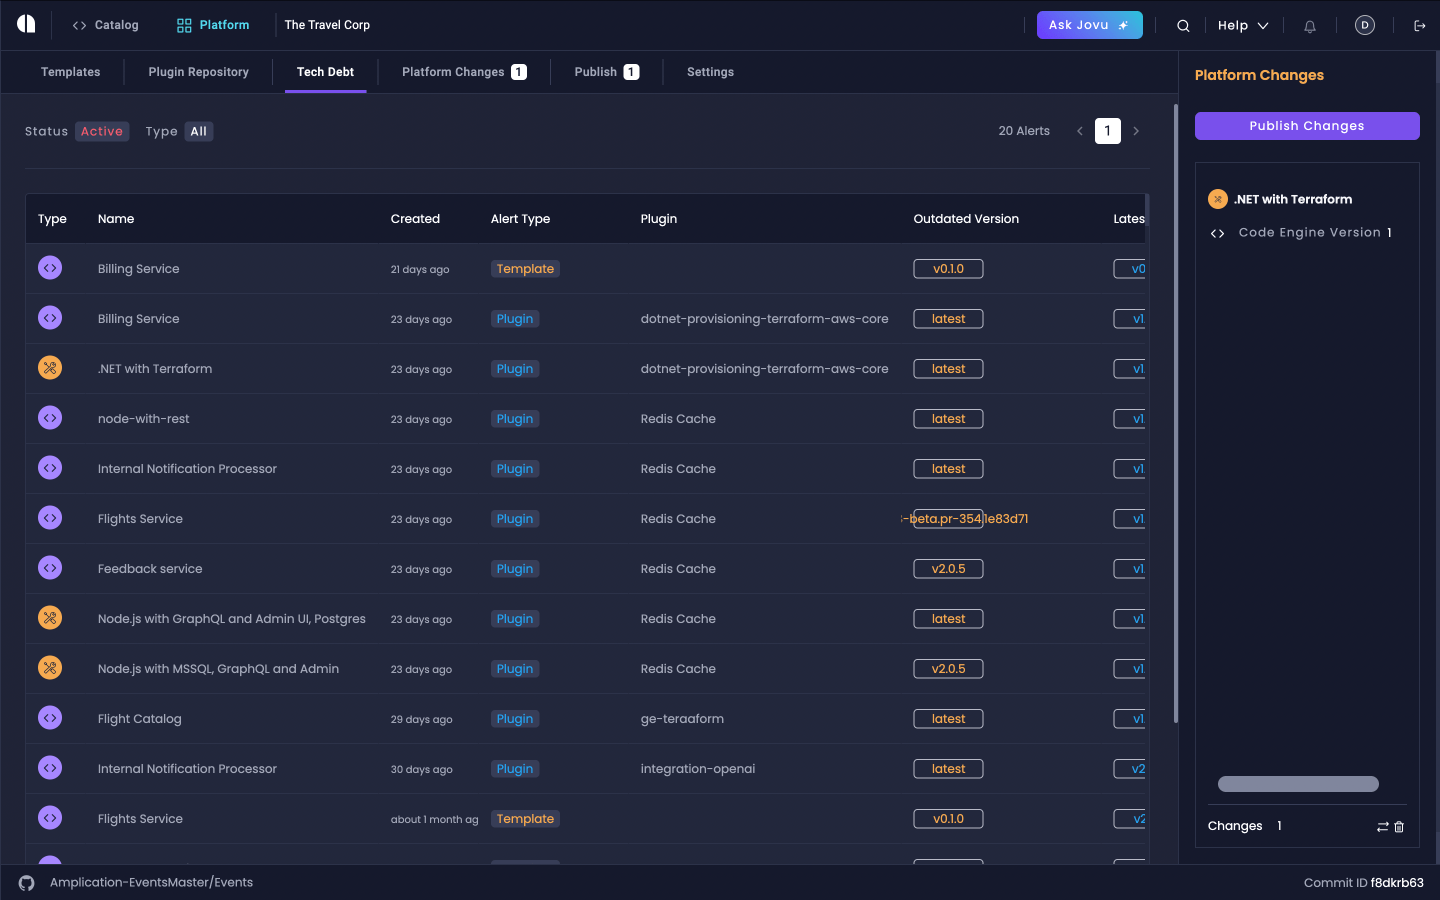 Catalog
Platform
The Travel Corp
Ask Jovu
Help
D
Templates
Plugin Repository
Tech Debt
Platform Changes 1
Publish 1
Settings
Platform Changes
Publish Changes
.NET with Terraform
Code Engine Version 1
Changes 1
Status Active Type All
20 Alerts
1
Type Name Created Alert Type Plugin Outdated Version Lates
Billing Service 21 days ago Template v0.1.0 v0
Billing Service 23 days ago Plugin dotnet-provisioning-terraform-aws-core latest v1.
.NET with Terraform 23 days ago Plugin dotnet-provisioning-terraform-aws-core latest v1.
node-with-rest 23 days ago Plugin Redis Cache latest v1.
Internal Notification Processor 23 days ago Plugin Redis Cache latest v1.
Flights Service 23 days ago Plugin Redis Cache -beta.pr-354.1e83d71 v1.
Feedback service 23 days ago Plugin Redis Cache v2.0.5 v1.
Node.js with GraphQL and Admin UI, Postgres 23 days ago Plugin Redis Cache latest v1.
Node.js with MSSQL, GraphQL and Admin 23 days ago Plugin Redis Cache v2.0.5 v1.
Flight Catalog 29 days ago Plugin ge-teraaform latest v1.
Internal Notification Processor 30 days ago Plugin integration-openai latest v2
Flights Service about 1 month ag Template v0.1.0 v2
Amplication-EventsMaster/Events
Commit ID f8dkrb63